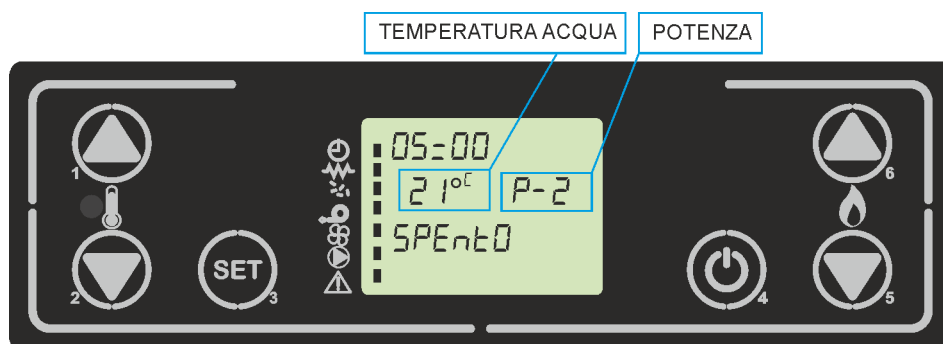 TEMPERATURA ACQUA
POTENZA
05:00
21°C P-2
SPEntO
SET
1
2
3
4
5
6